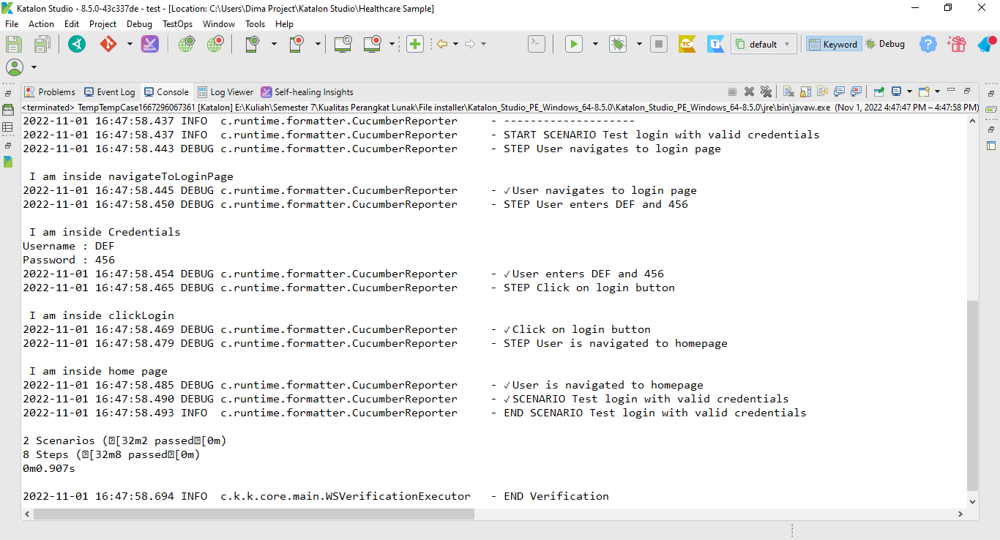 Katalon Studio - 8.5.0-43c337de - test - [Location: C:\Users\Dima Project\Katalon Studio\Healthcare Sample]
File Action Edit Project Debug TestOps Window Tools Help
TC T default Keyword Debug ?
Problems Event Log Console Log Viewer Self-healing Insights
<terminated> TempTempCase1667296067361 [Katalon] E:\Kuliah\Semester 7\Kualitas Perangkat Lunak\File installer\Katalon_Studio_PE_Windows_64-8.5.0\Katalon_Studio_PE_Windows_64-8.5.0\jre\bin\javaw.exe (Nov 1, 2022 4:47:47 PM – 4:47:58 PM)
2022-11-01 16:47:58.437 INFO c.runtime.formatter.CucumberReporter - --------------------
2022-11-01 16:47:58.437 INFO c.runtime.formatter.CucumberReporter - START SCENARIO Test login with valid credentials
2022-11-01 16:47:58.443 DEBUG c.runtime.formatter.CucumberReporter - STEP User navigates to login page
I am inside navigateToLoginPage
2022-11-01 16:47:58.445 DEBUG c.runtime.formatter.CucumberReporter - ✓User navigates to login page
2022-11-01 16:47:58.450 DEBUG c.runtime.formatter.CucumberReporter - STEP User enters DEF and 456
I am inside Credentials
Username : DEF
Password : 456
2022-11-01 16:47:58.454 DEBUG c.runtime.formatter.CucumberReporter - ✓User enters DEF and 456
2022-11-01 16:47:58.465 DEBUG c.runtime.formatter.CucumberReporter - STEP Click on login button
I am inside clickLogin
2022-11-01 16:47:58.469 DEBUG c.runtime.formatter.CucumberReporter - ✓Click on login button
2022-11-01 16:47:58.479 DEBUG c.runtime.formatter.CucumberReporter - STEP User is navigated to homepage
I am inside home page
2022-11-01 16:47:58.485 DEBUG c.runtime.formatter.CucumberReporter - ✓User is navigated to homepage
2022-11-01 16:47:58.490 DEBUG c.runtime.formatter.CucumberReporter - ✓SCENARIO Test login with valid credentials
2022-11-01 16:47:58.493 INFO c.runtime.formatter.CucumberReporter - END SCENARIO Test login with valid credentials
2 Scenarios (⍰[32m2 passed⍰[0m)
8 Steps (⍰[32m8 passed⍰[0m)
0m0.907s
2022-11-01 16:47:58.694 INFO c.k.k.core.main.WSVerificationExecutor - END Verification